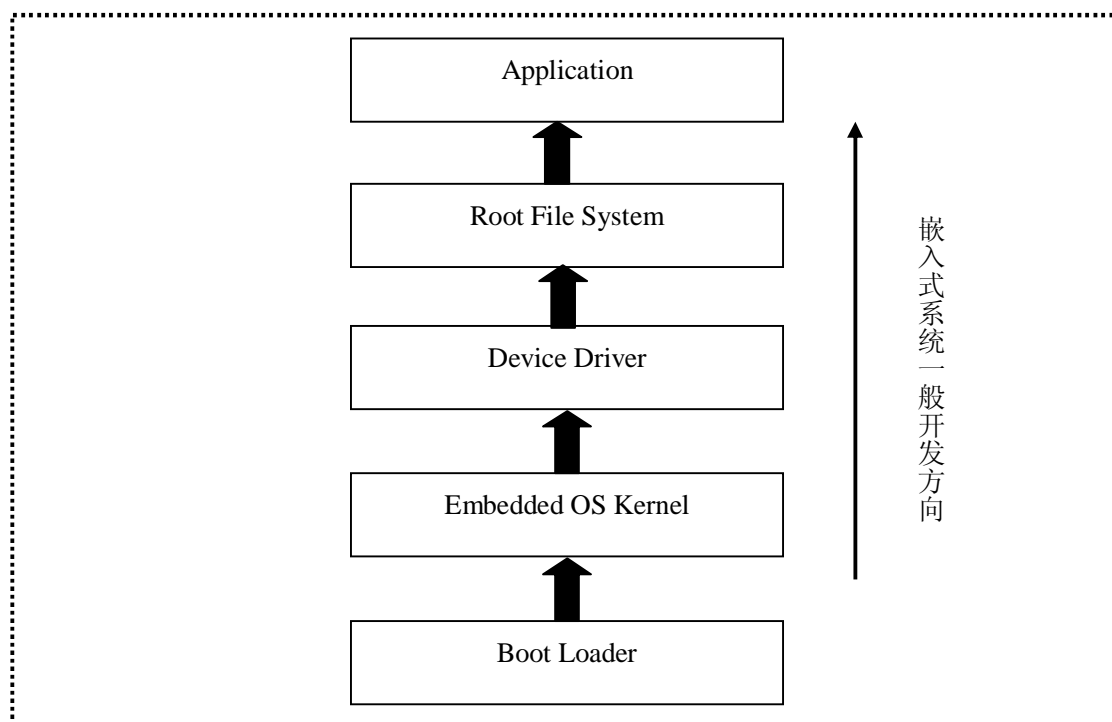 Application
Root File System
Device Driver
Embedded OS Kernel
Boot Loader
嵌入式系统一般开发方向